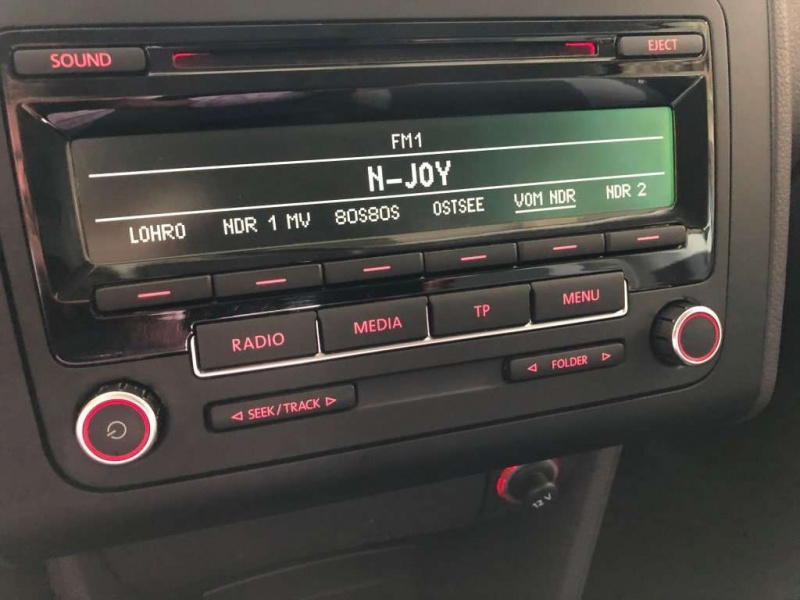 SOUND
EJECT
FM1
N-JOY
LOHRO NDR 1 MV 80S80S OSTSEE VOM NDR NDR 2
RADIO MEDIA TP MENU
◁ SEEK/TRACK ▷
◁ FOLDER ▷
12 V